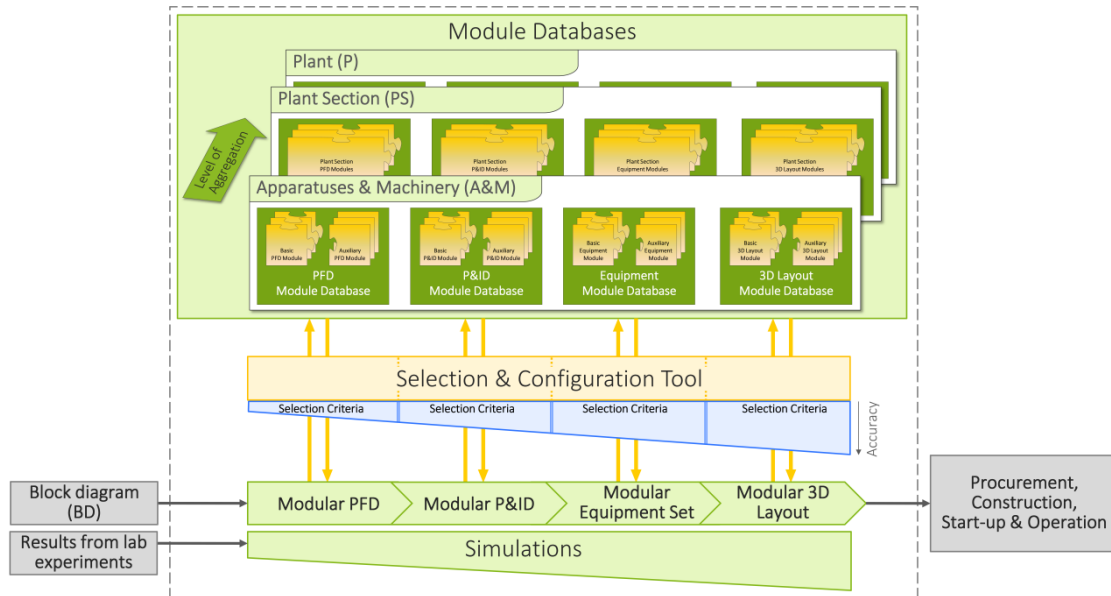 Module Databases
Plant (P)
Plant Section (PS)
Level of
Aggregation
Plant Section
PFD Modules
Plant Section
P&ID Modules
Plant Section
Equipment Modules
Plant Section
3D Layout Modules
Apparatuses & Machinery (A&M)
Basic
PFD Module
Auxiliary
PFD Module
PFD
Module Database
Basic
P&ID Module
Auxiliary
P&ID Module
P&ID
Module Database
Basic
Equipment
Module
Auxiliary
Equipment
Module
Equipment
Module Database
Basic
3D Layout
Module
Auxiliary
3D Layout
Module
3D Layout
Module Database
Selection & Configuration Tool
Selection Criteria
Selection Criteria
Selection Criteria
Selection Criteria
Accuracy
Block diagram
(BD)
Modular PFD
Modular P&ID
Modular
Equipment Set
Modular 3D
Layout
Procurement,
Construction,
Start-up & Operation
Results from lab
experiments
Simulations